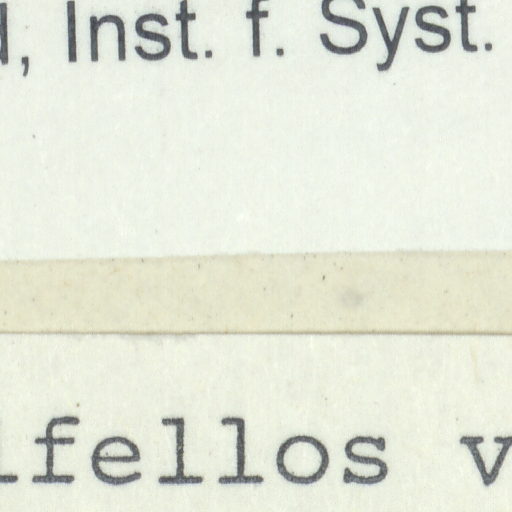 , Inst. f. Syst.
lfellos v